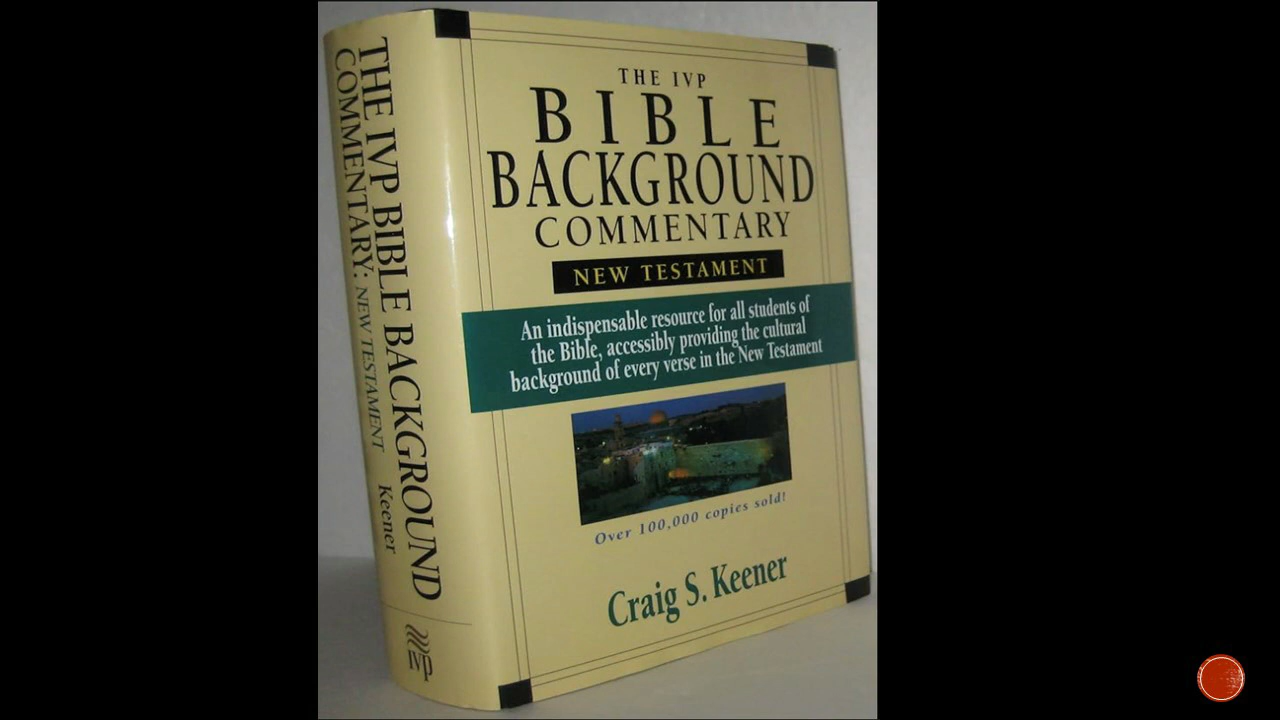 THE IVP BIBLE BACKGROUND
COMMENTARY: NEW TESTAMENT Keener
IVP
THE IVP
BIBLE
BACKGROUND
COMMENTARY
NEW TESTAMENT
An indispensable resource for all students of
the Bible, accessibly providing the cultural
background of every verse in the New Testament
Over 100,000 copies sold!
Craig S. Keener